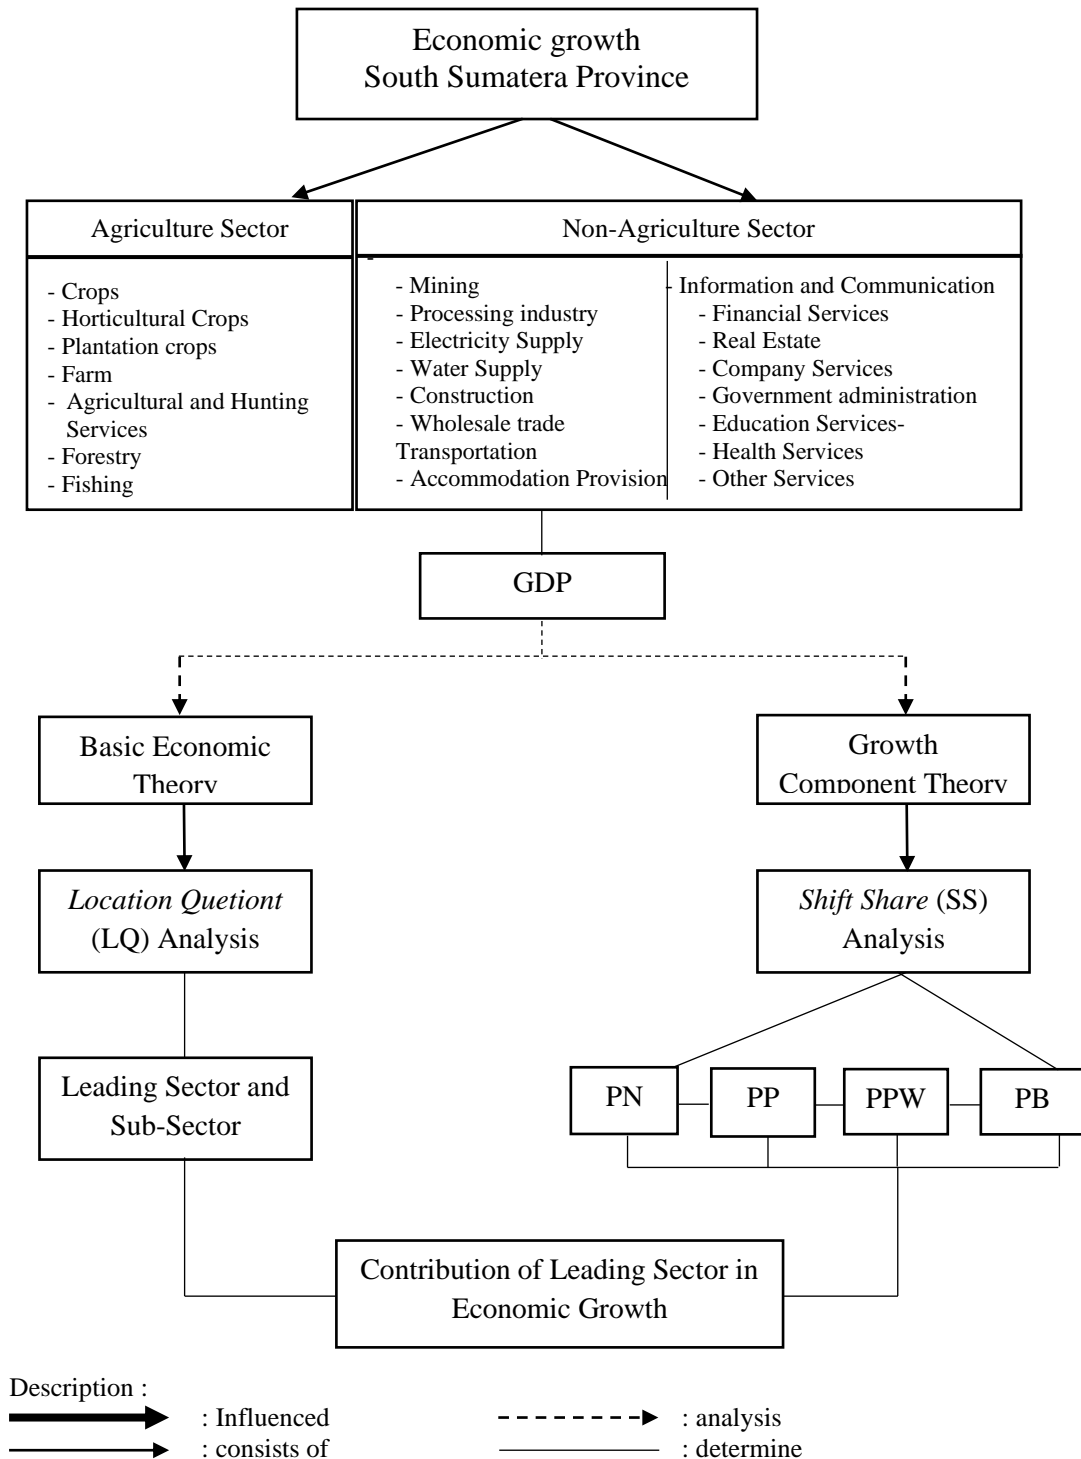 Economic growth
South Sumatera Province
Agriculture Sector
Non-Agriculture Sector
- Crops
- Horticultural Crops
- Plantation crops
- Farm
- Agricultural and Hunting
Services
- Forestry
- Fishing
-
- Mining
- Processing industry
- Electricity Supply
- Water Supply
- Construction
- Wholesale trade
Transportation
- Accommodation Provision
- Information and Communication
- Financial Services
- Real Estate
- Company Services
- Government administration
- Education Services-
- Health Services
- Other Services
GDP
Basic Economic
Theory
Growth
Component Theory
Location Quetiont
(LQ) Analysis
Shift Share (SS)
Analysis
Leading Sector and
Sub-Sector
PN
PP
PPW
PB
Contribution of Leading Sector in
Economic Growth
Description :
: Influenced
: analysis
: consists of
: determine